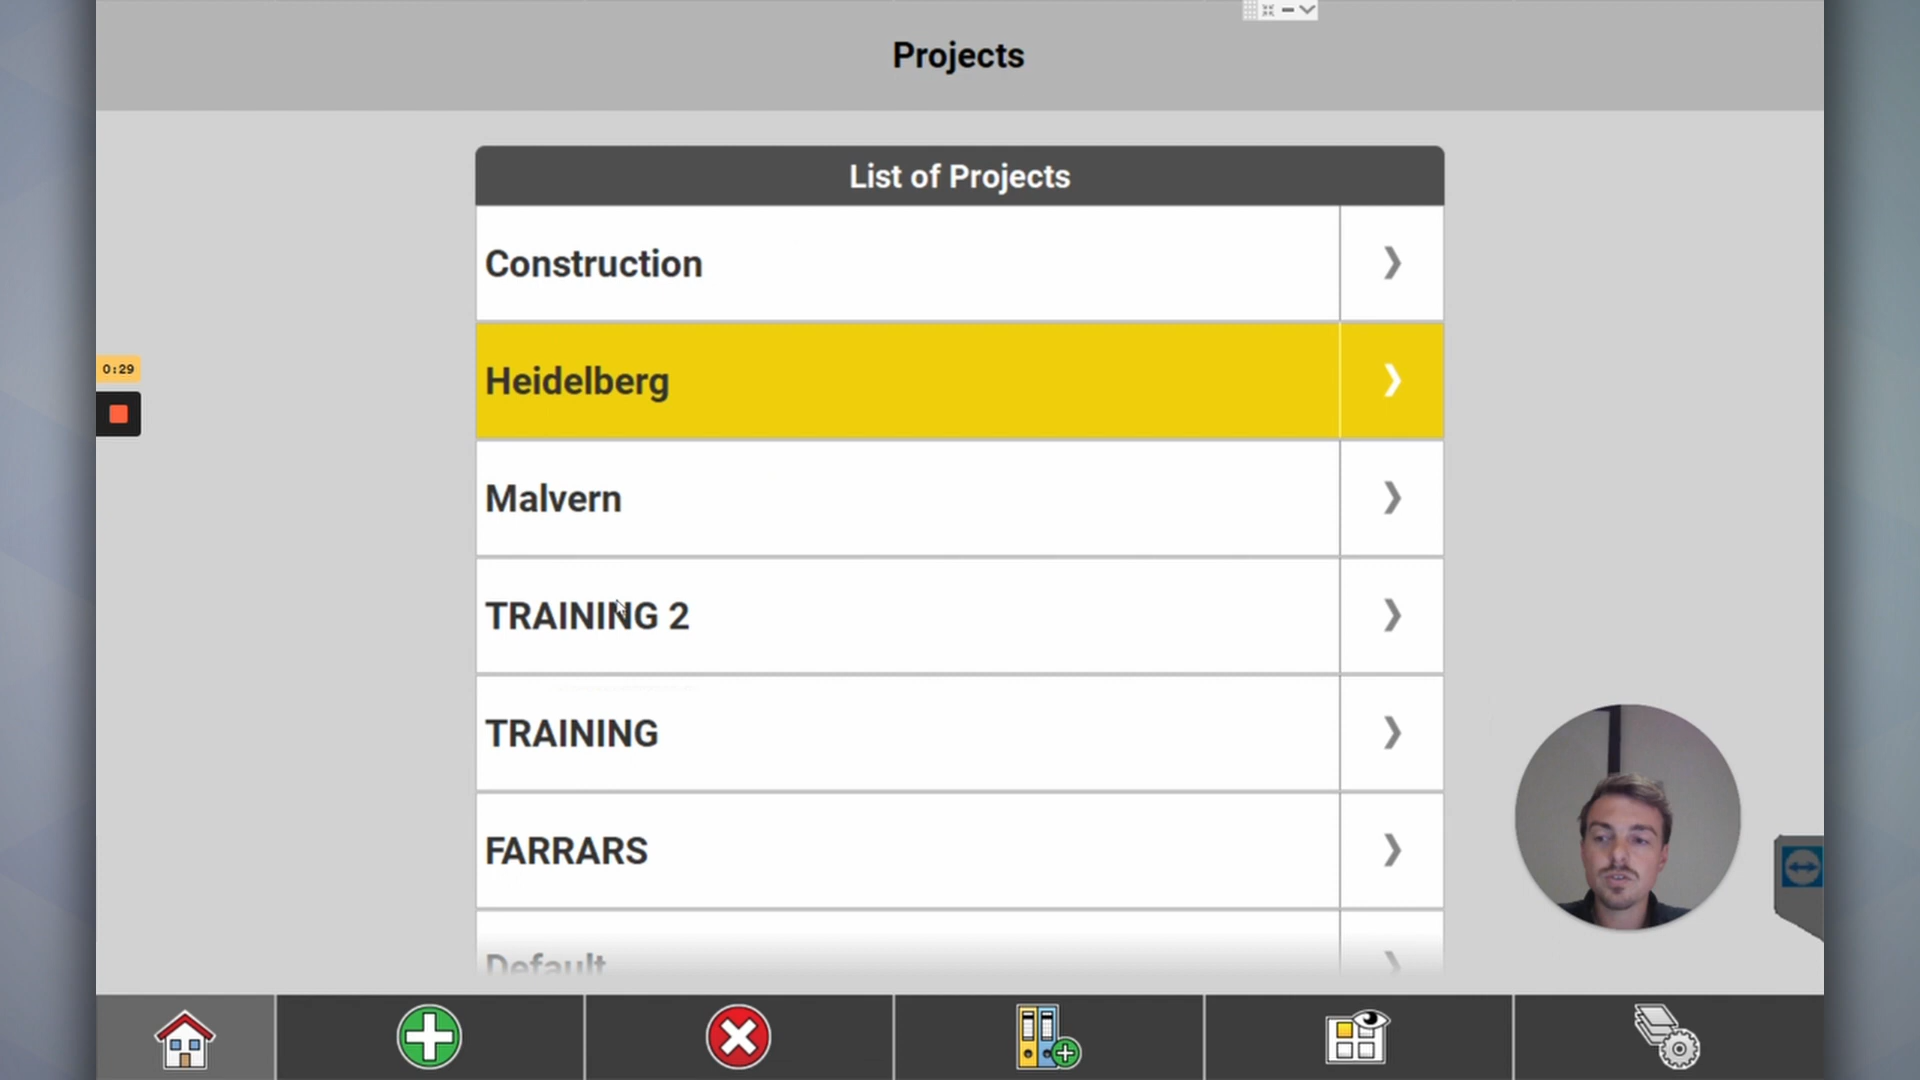 Projects
List of Projects
Construction
Heidelberg
0:29
Malvern
TRAINING 2
TRAINING
FARRARS
Default